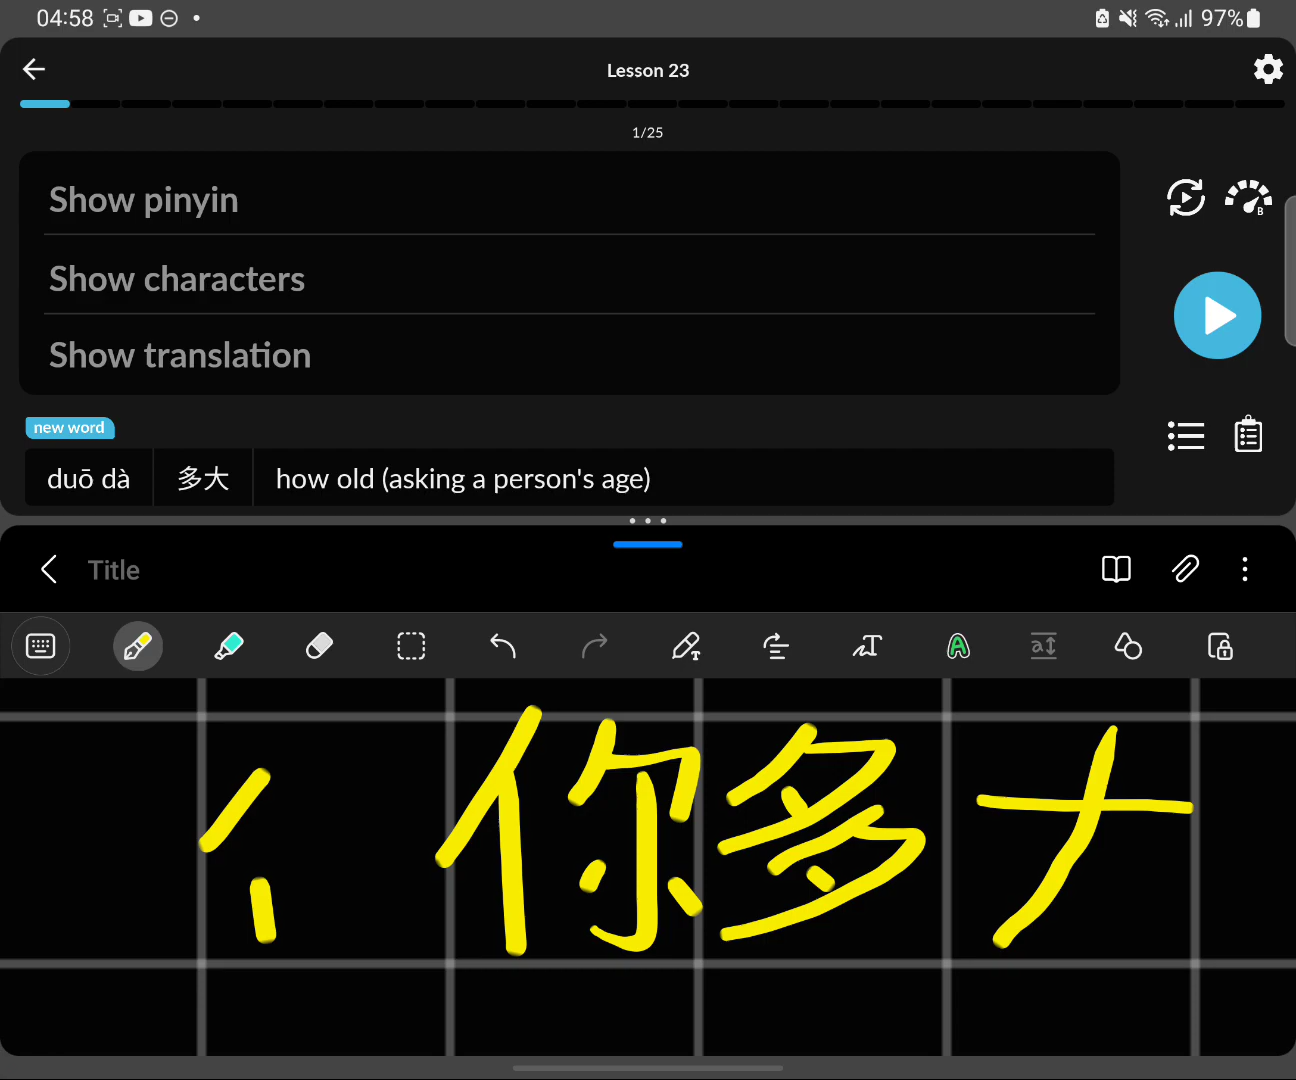 04:58
97%
Lesson 23
1/25
Show pinyin
Show characters
Show translation
B
new word
duō dà 多大 how old (asking a person's age)
Title
你多